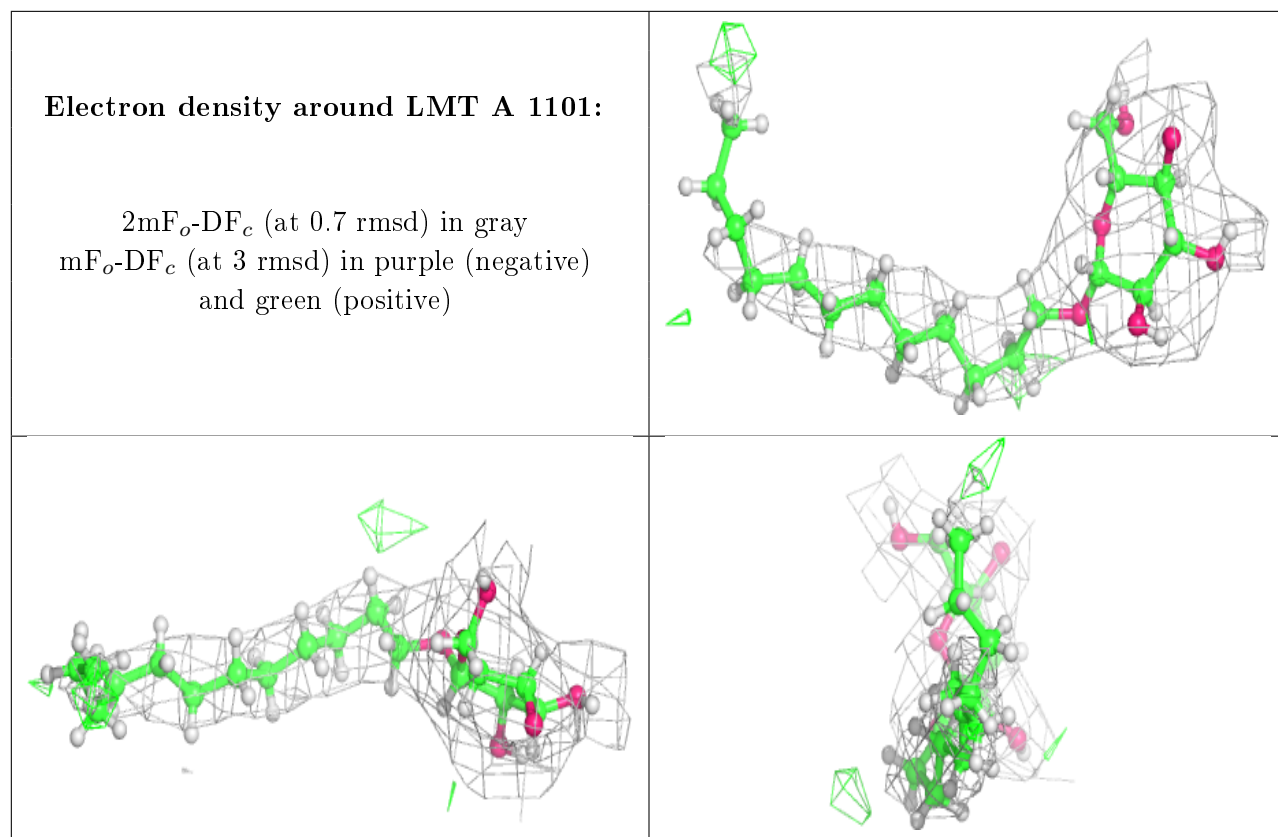 Electron density around LMT A 1101:
2mFₒ-DF𝒸 (at 0.7 rmsd) in gray
mFₒ-DF𝒸 (at 3 rmsd) in purple (negative)
and green (positive)